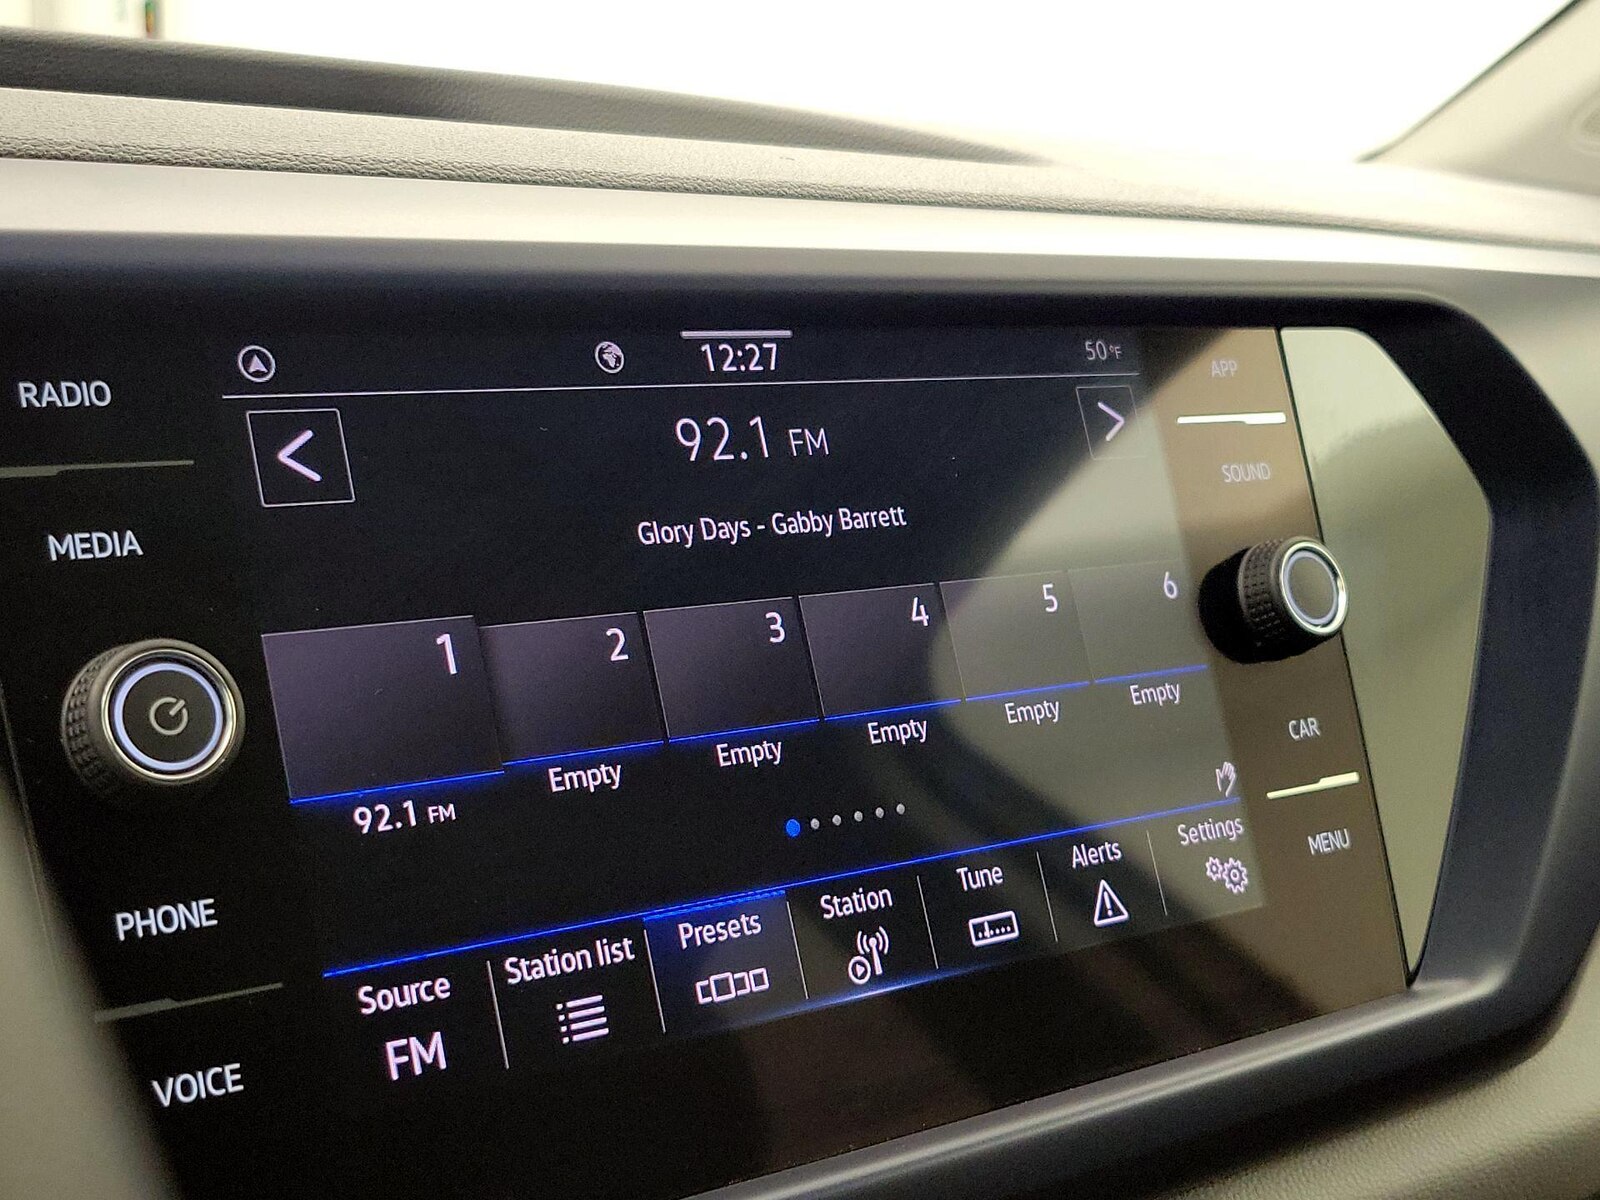 12:27
50°F
RADIO
APP
92.1 FM
SOUND
Glory Days - Gabby Barrett
MEDIA
1
2
3
4
5
6
92.1 FM
Empty
Empty
Empty
Empty
Empty
CAR
MENU
PHONE
Source
FM
Station list
Presets
Station
Tune
Alerts
Settings
VOICE